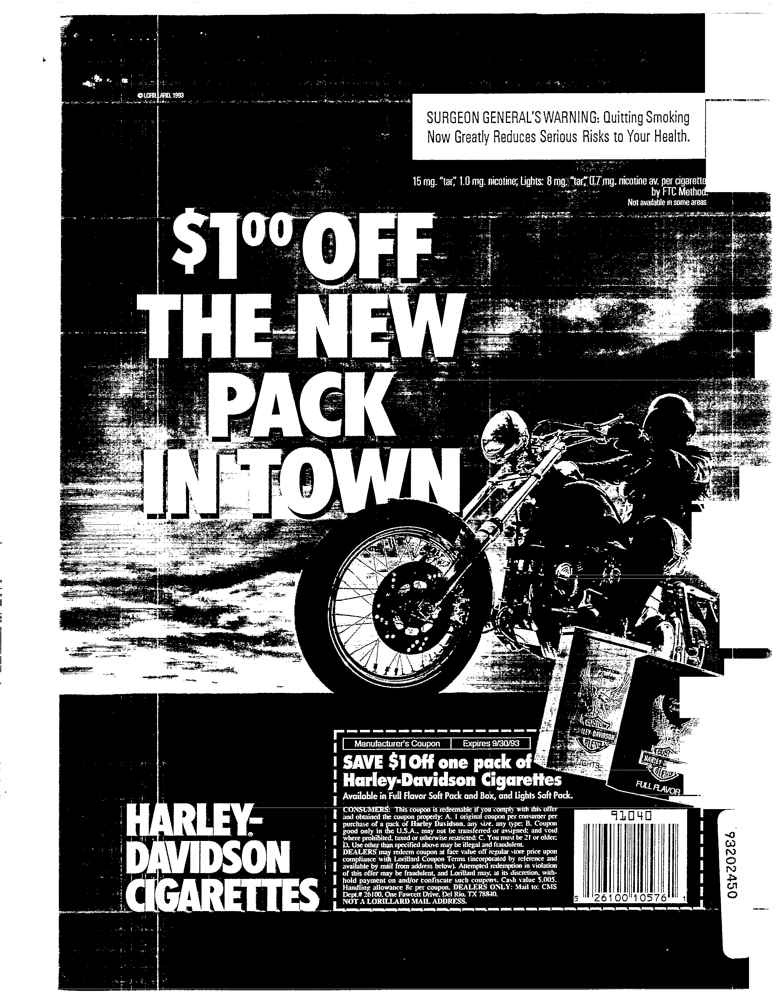 © LORILLARD, 1993
SURGEON GENERAL'S WARNING: Quitting Smoking
Now Greatly Reduces Serious Risks to Your Health.
15 mg. "tar," 1.0 mg. nicotine; Lights: 8 mg. "tar," 0.7 mg. nicotine av. per cigarette
by FTC Method.
Not available in some areas
$1.00 OFF
THE NEW
PACK
IN TOWN
HARLEY-DAVIDSON
LIGHTS
HARLEY-
FULL FLAVOR
Manufacturer's Coupon Expires 9/30/93
SAVE $1 Off one pack of
Harley-Davidson Cigarettes
Available in Full Flavor Soft Pack and Box, and Lights Soft Pack.
CONSUMERS: This coupon is redeemable if you comply with this offer
and obtained the coupon properly: A. 1 original coupon per consumer per
purchase of a pack of Harley Davidson, any size, any type; B. Coupon
good only in the U.S.A., may not be transferred or assigned; and void
where prohibited, taxed or otherwise restricted; C. You must be 21 or older;
D. Use other than specified above may be illegal and fraudulent.
DEALERS may redeem coupon at face value off regular store price upon
compliance with Lorillard Coupon Terms (incorporated by reference and
available by mail from address below). Attempted redemption in violation
of this offer may be fraudulent, and Lorillard may, at its discretion, with-
hold payment on and/or confiscate such coupon. Cash value $.005.
Handling allowance 8c per coupon. DEALERS ONLY: Mail to: CMS
Dept.# 26100, One Fawcett Drive, Del Rio, TX 78840.
NOT A LORILLARD MAIL ADDRESS.
91040
5 26100 10576 1
HARLEY-
DAVIDSON
CIGARETTES
93202450